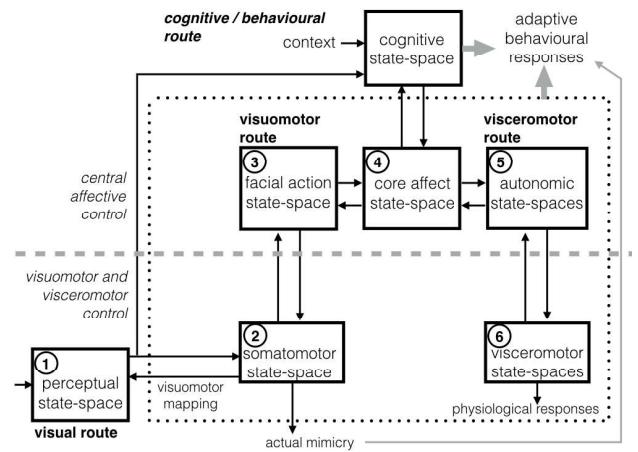 cognitive / behavioural
route
context
cognitive
state-space
adaptive
behavioural
responses
visuomotor
route
visceromotor
route
3
facial action
state-space
4
core affect
state-space
5
autonomic
state-spaces
central
affective
control
visuomotor and
visceromotor
control
1
perceptual
state-space
visual route
visuomotor
mapping
2
somatomotor
state-space
6
visceromotor
state-spaces
physiological responses
actual mimicry